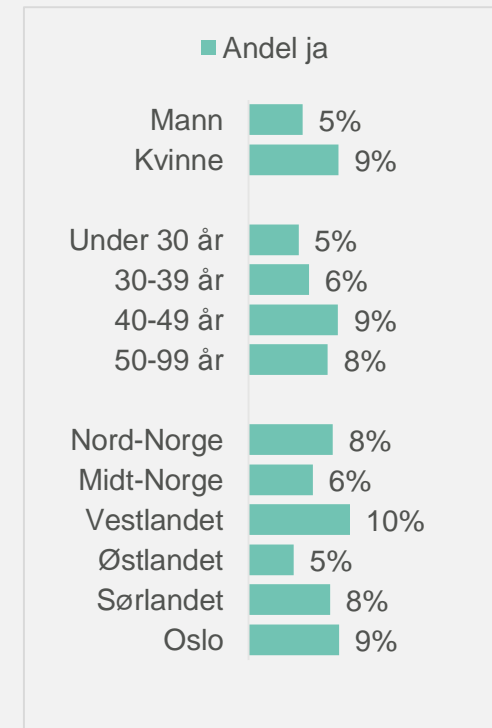 Andel ja
Mann 5%
Kvinne 9%
Under 30 år 5%
30-39 år 6%
40-49 år 9%
50-99 år 8%
Nord-Norge 8%
Midt-Norge 6%
Vestlandet 10%
Østlandet 5%
Sørlandet 8%
Oslo 9%